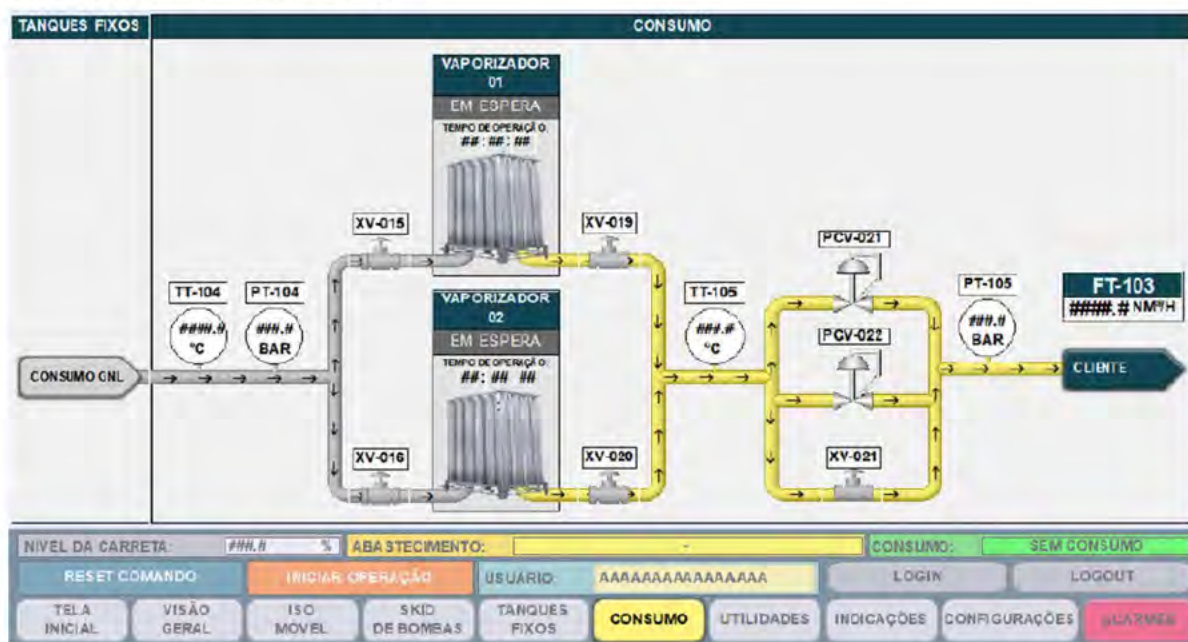 TANQUES FIXOS
CONSUMO
VAPORIZADOR
01
EM ESPERA
TEMPO DE OPERAÇÃO:
##:##:##
XV-015
XV-019
PCV-021
TT-104
PT-104
####.#
°C
###.#
BAR
VAPORIZADOR
02
EM ESPERA
TEMPO DE OPERAÇÃO:
##:## ##
TT-105
###.#
°C
PCV-022
PT-105
###.#
BAR
FT-103
####.# NM³/H
CONSUMO GNL
CLIENTE
XV-016
XV-020
XV-021
NIVEL DA CARRETA: ###.# % ABASTECIMENTO: - CONSUMO: SEM CONSUMO
RESET COMANDO INICIAR OPERAÇÃO USUÁRIO: AAAAAAAAAAAAAAAA LOGIN LOGOUT
TELA
INICIAL
VISÃO
GERAL
ISO
MÓVEL
SKID
DE BOMBAS
TANQUES
FIXOS
CONSUMO
UTILIDADES
INDICAÇÕES
CONFIGURAÇÕES
ALARMES